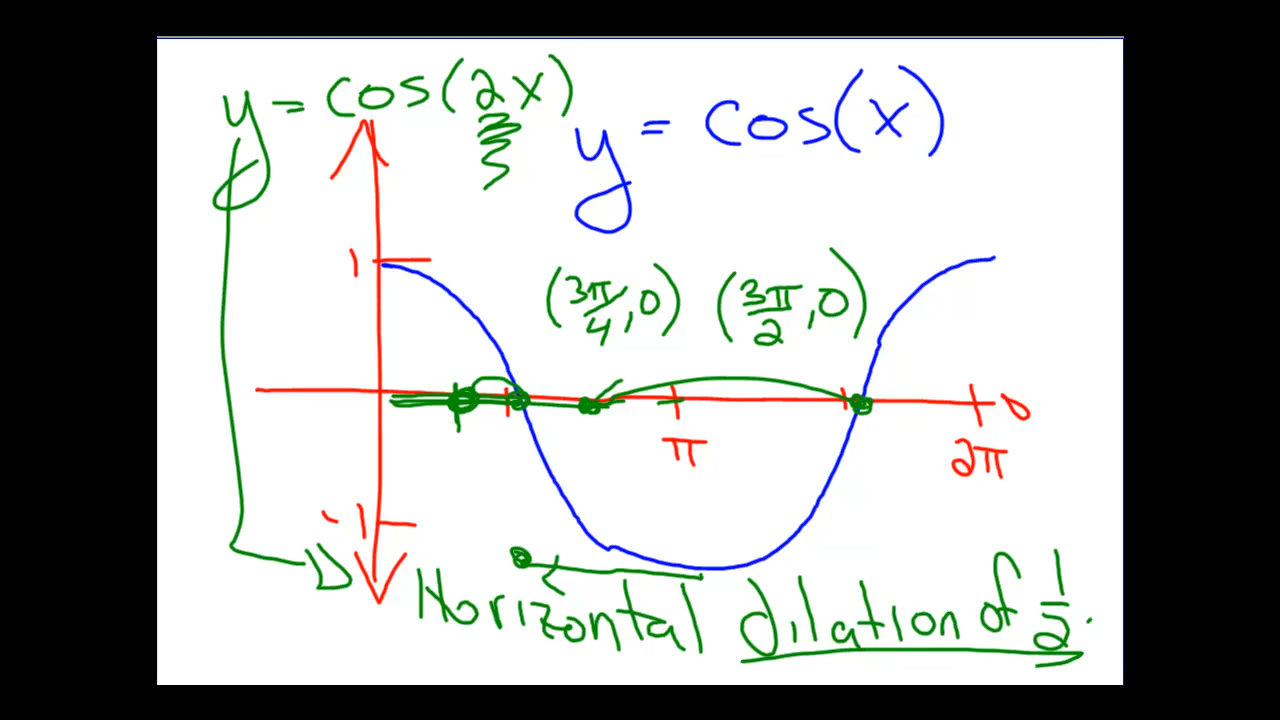 y = cos(2x)
y = cos(x)
1
(3π/4, 0) (3π/2, 0)
π
2π
-1
Horizontal dilation of 1/2.